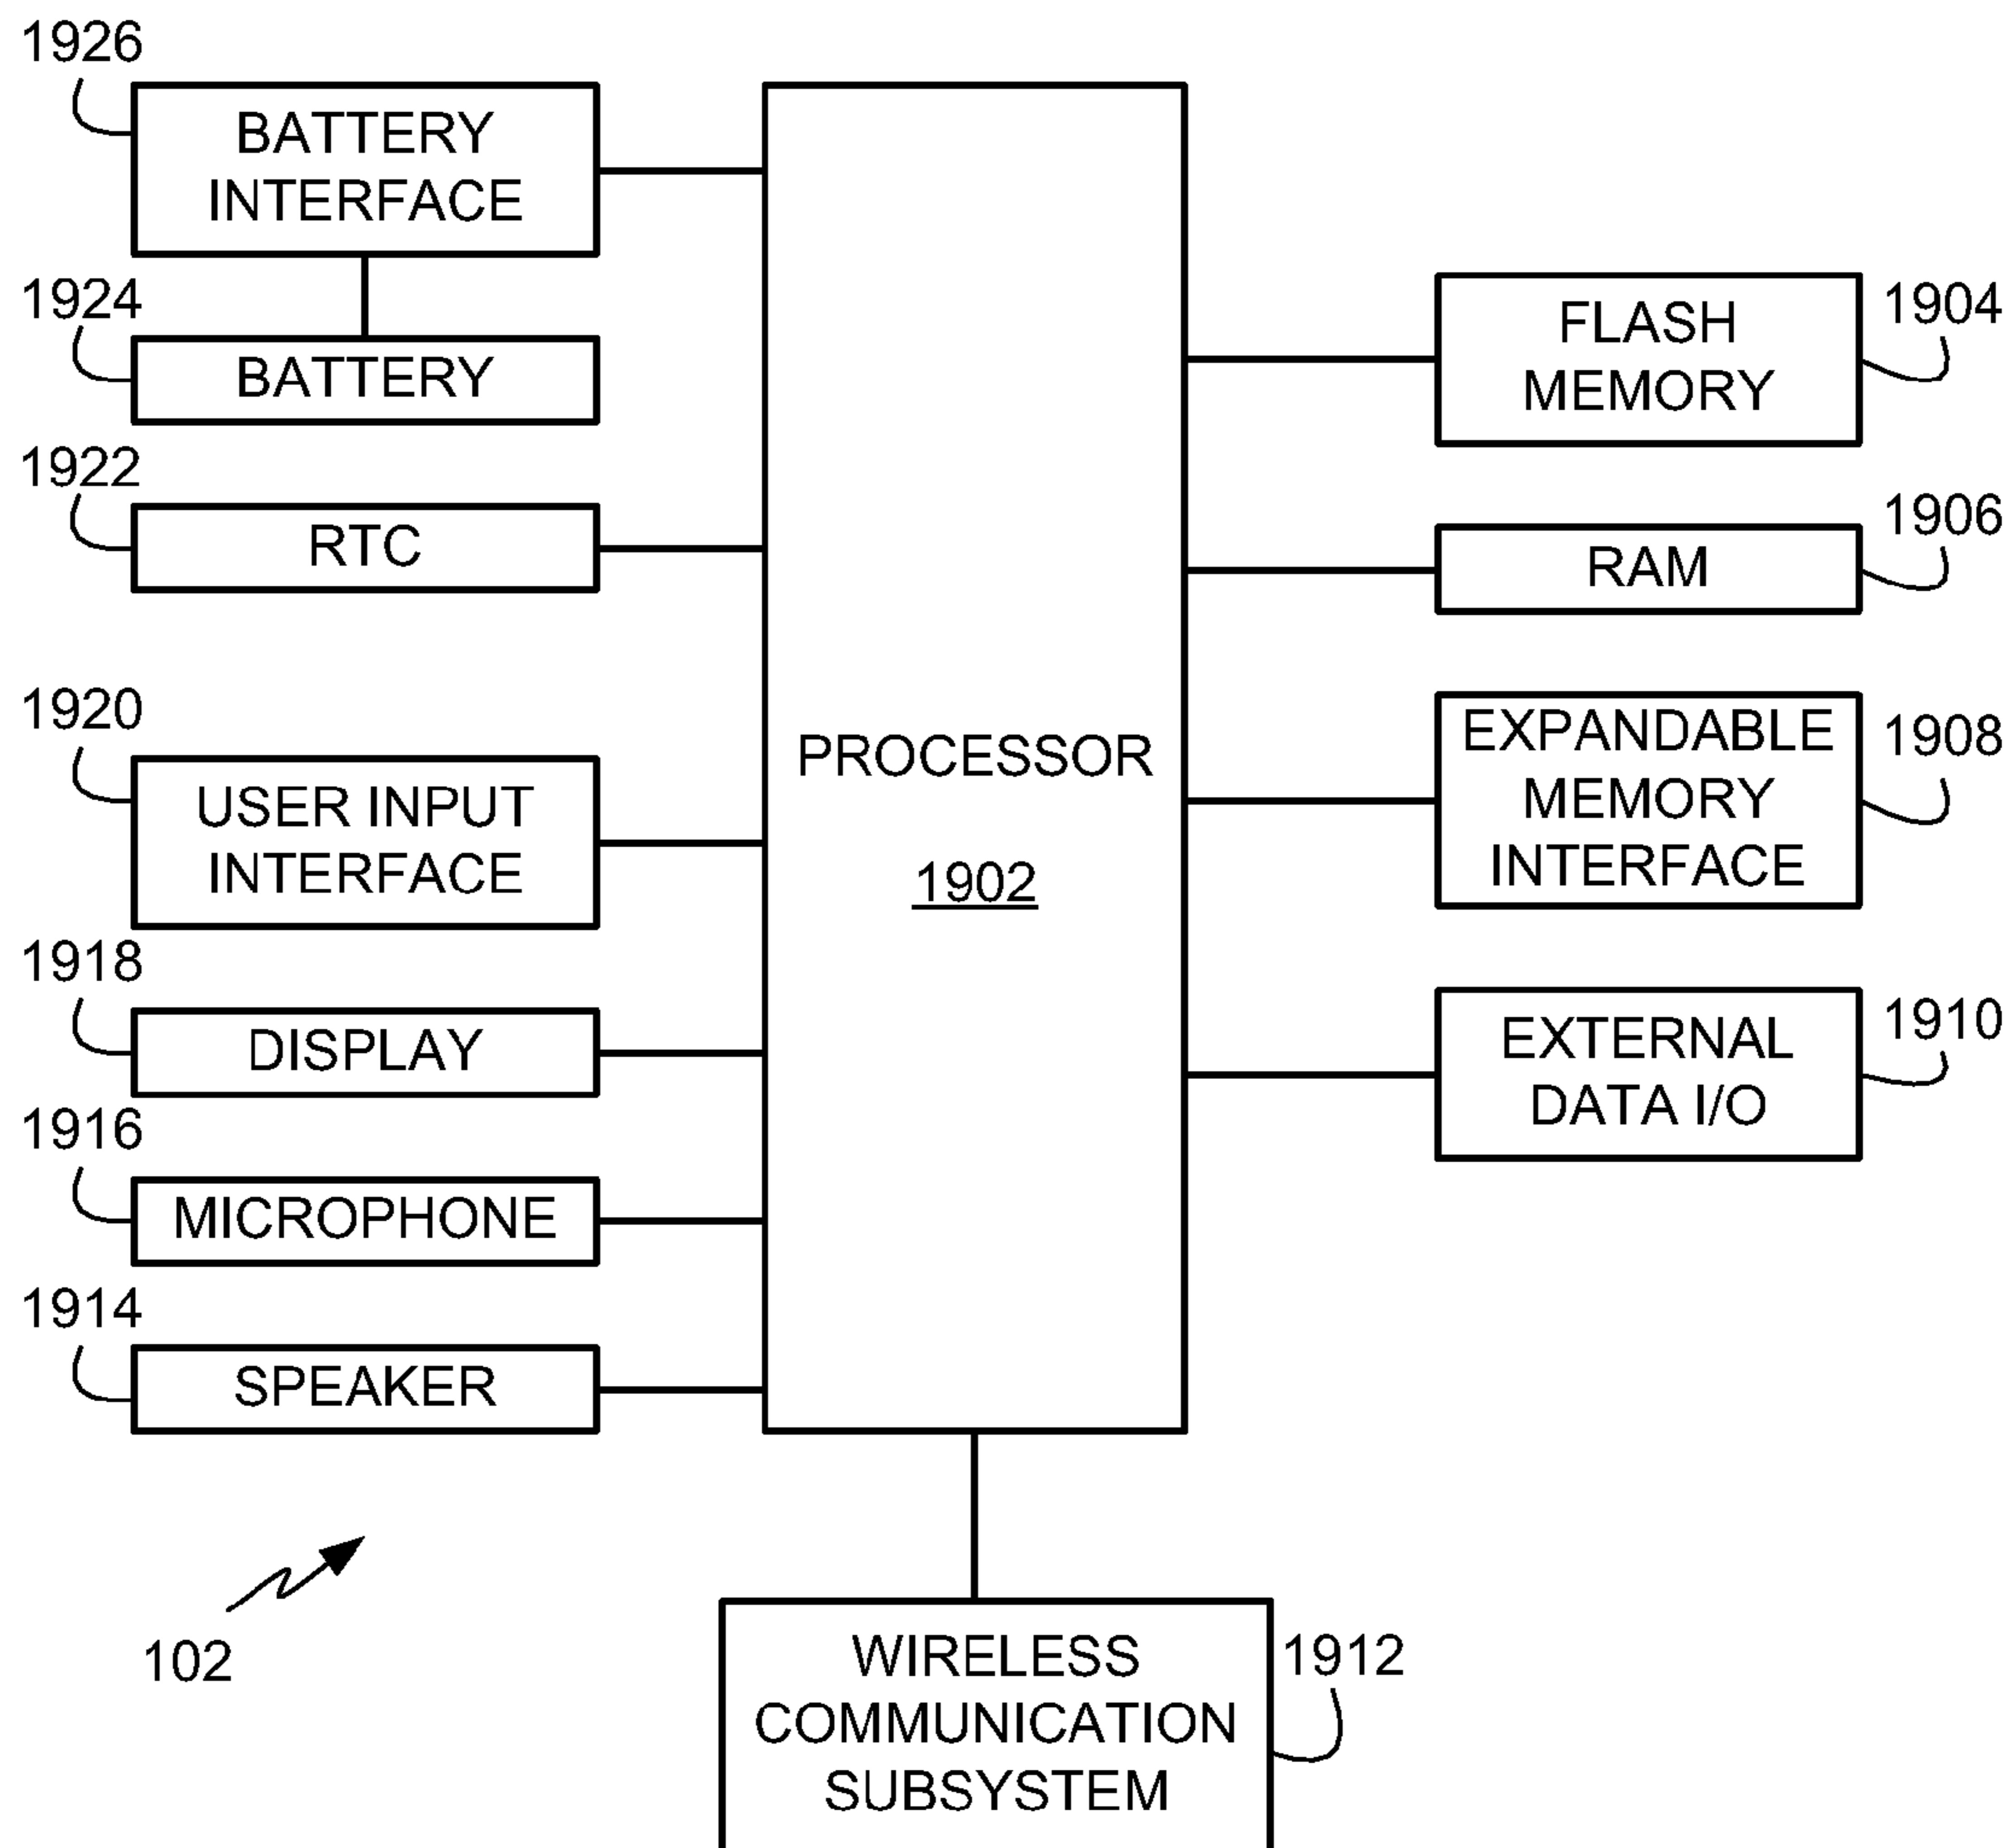 1926
BATTERY
INTERFACE
1924
BATTERY
1922
RTC
1920
USER INPUT
INTERFACE
1918
DISPLAY
1916
MICROPHONE
1914
SPEAKER
PROCESSOR
1902
FLASH
MEMORY
1904
RAM
1906
EXPANDABLE
MEMORY
INTERFACE
1908
EXTERNAL
DATA I/O
1910
102
WIRELESS
COMMUNICATION
SUBSYSTEM
1912